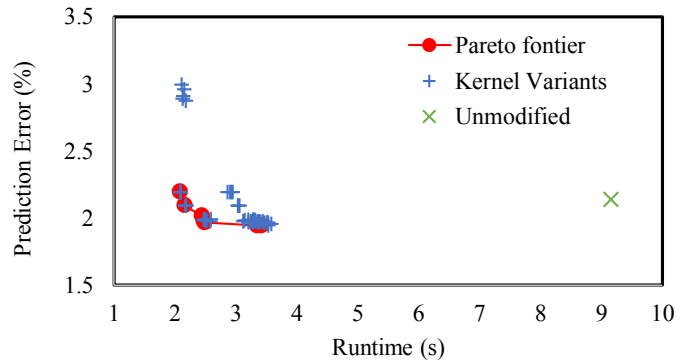 3.5
3
2.5
2
1.5
Prediction Error (%)
Pareto fontier
Kernel Variants
Unmodified
1 2 3 4 5 6 7 8 9 10
Runtime (s)